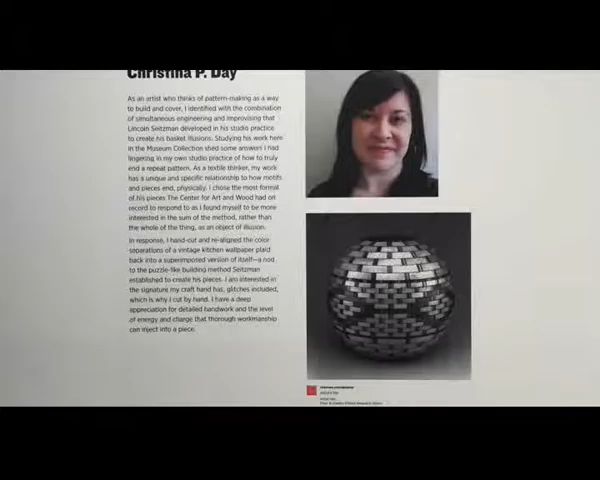 Christina P. Day
As an artist who thinks of pattern-making as a way
to build and cover, I identified with the combination
of simultaneous engineering and improvising that
Lincoln Seitzman developed in his studio practice
to create his basket illusions. Studying his work here
in the Museum Collection shed some answers I had
lingering in my own studio practice of how to truly
end a repeat pattern. As a textile thinker, my work
has a unique and specific relationship to how motifs
and pieces end, physically. I chose the most formal
of his pieces The Center for Art and Wood had on
record to respond to as I found myself to be more
interested in the sum of the method, rather than
the whole of the thing, as an object of illusion.
In response, I hand-cut and re-aligned the color
separations of a vintage kitchen wallpaper plaid
back into a superimposed version of itself—a nod
to the puzzle-like building method Seitzman
established to create his pieces. I am interested in
the signature my craft hand has, glitches included,
which is why I cut by hand. I have a deep
appreciation for detailed handwork and the level
of energy and charge that thorough workmanship
can inject into a piece.